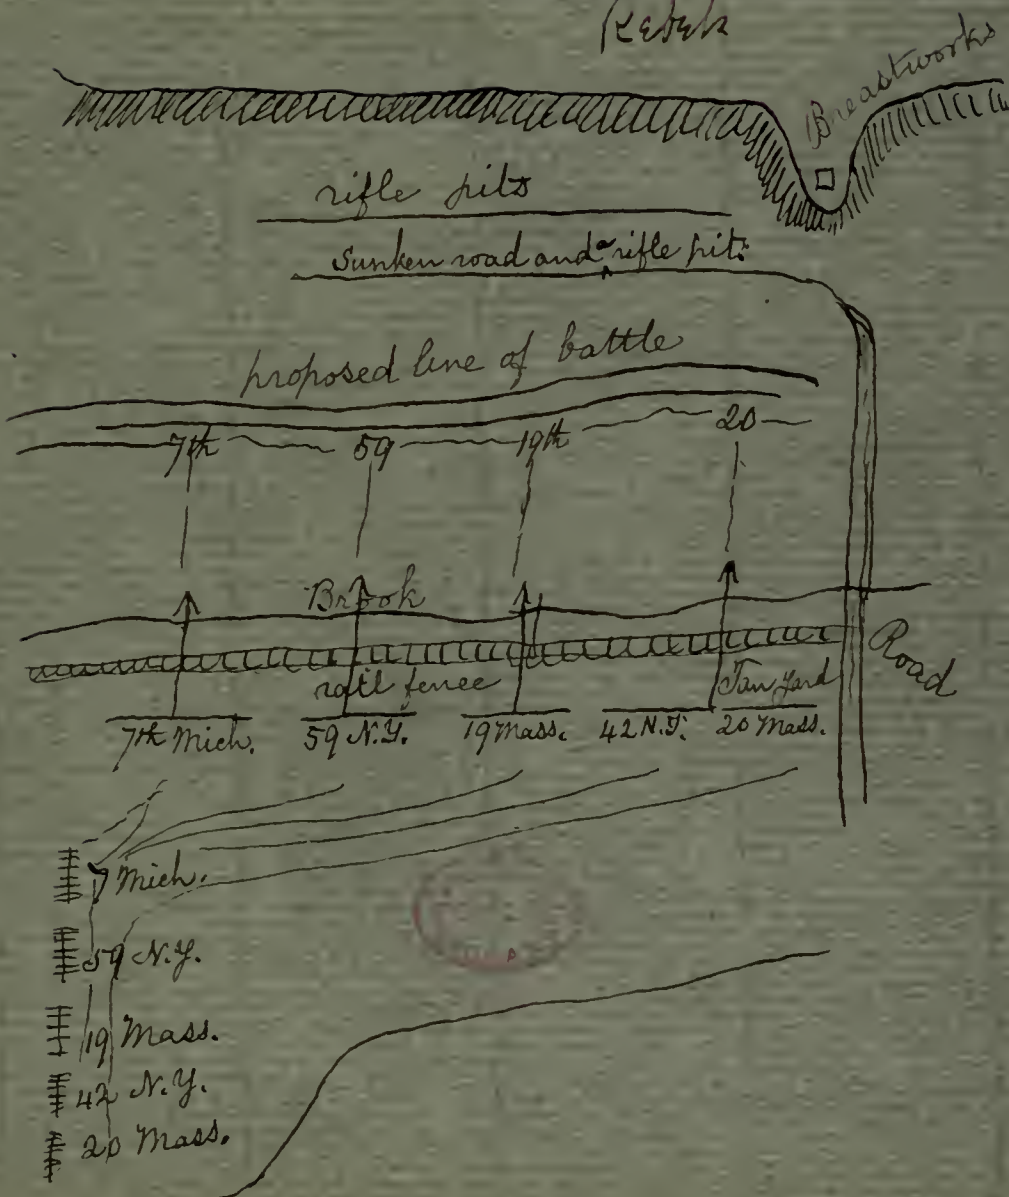 Rebels
Breastworks
rifle pits
Sunken road and a rifle pit.
proposed line of battle
7th 59 19th 20
Brook
Road
rail fence
Tan Yard
7th Mich. 59 N.Y. 19 Mass. 42 N.Y. 20 Mass.
7 Mich.
59 N.Y.
19 Mass.
42 N.Y.
20 Mass.